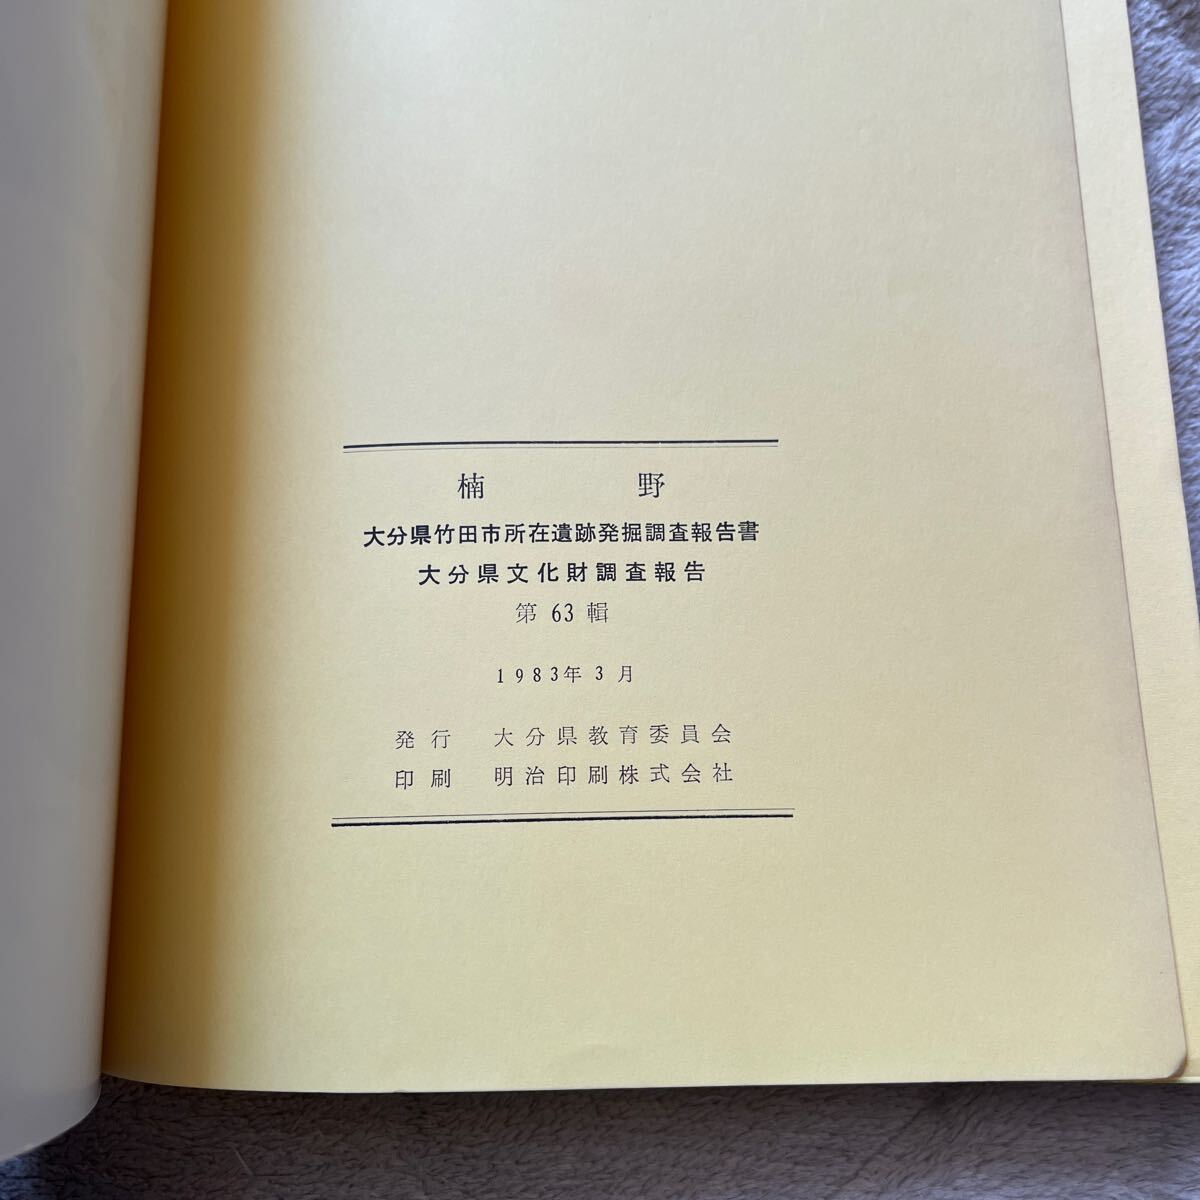 楠 野
大分県竹田市所在遺跡発掘調査報告書
大分県文化財調査報告
第 63 輯
1983年 3 月
発行 大分県教育委員会
印刷 明治印刷株式会社